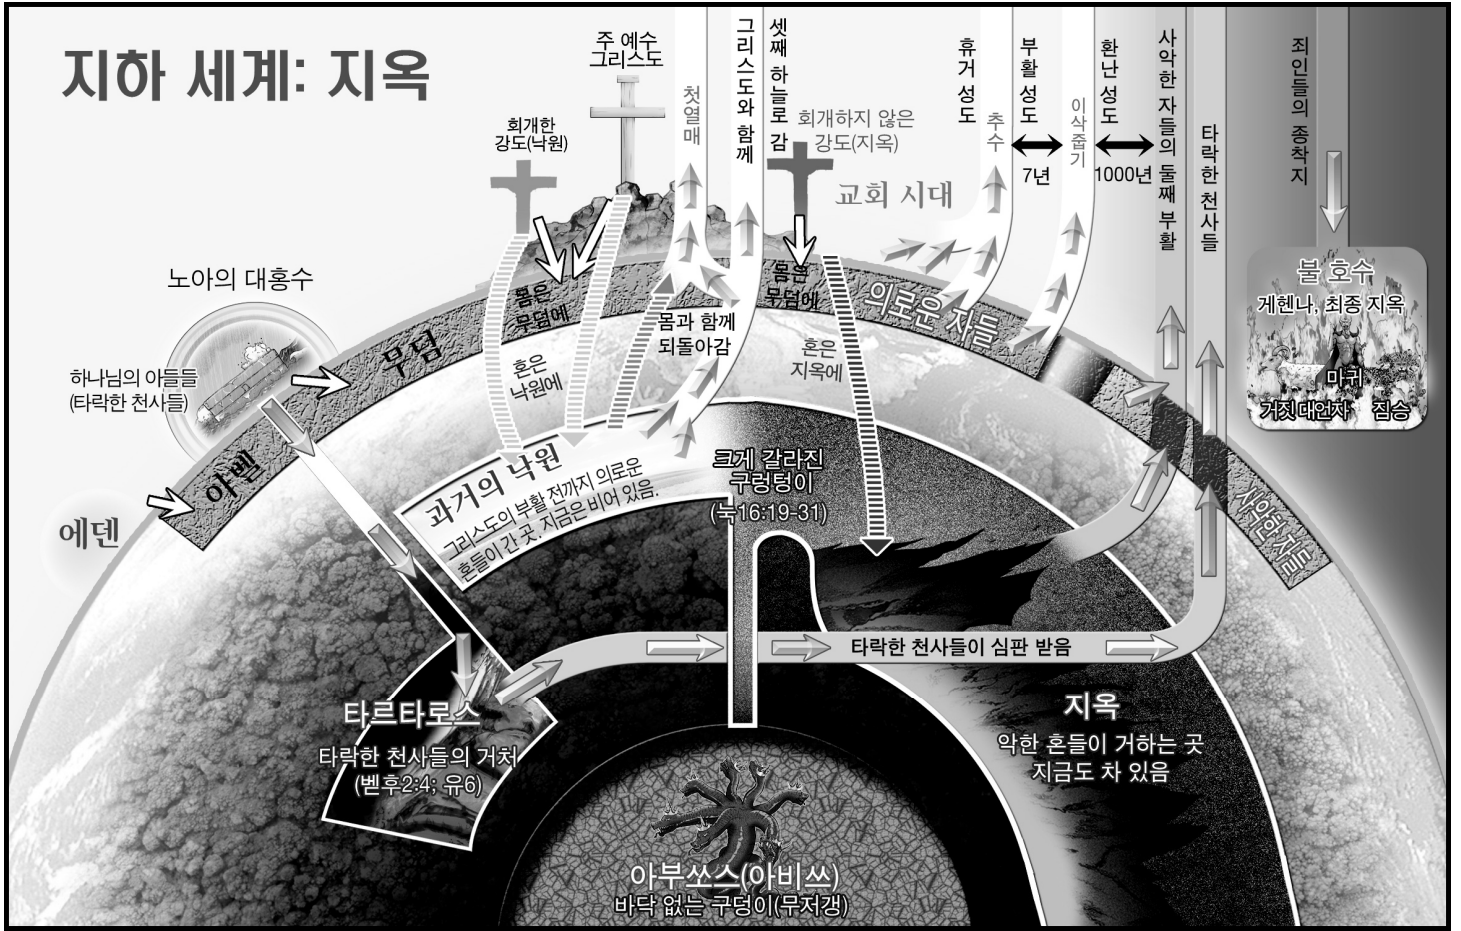 지하 세계: 지옥
주 예수
그리스도
회개한
강도(낙원)
첫열매
그리스도와 함께
셋째 하늘로 감
회개하지 않은
강도(지옥)
교회 시대
휴거 성도
추수
부활 성도
7년
이삭줍기
환난 성도
1000년
사악한 자들의 둘째 부활
타락한 천사들
죄인들의 종착지
불 호수
게헨나, 최종 지옥
마귀
거짓 대언자
짐승
노아의 대홍수
하나님의 아들들
(타락한 천사들)
에덴
아벨
무덤
몸은
무덤에
혼은
낙원에
몸과 함께
되돌아감
몸은
무덤에
혼은
지옥에
의로운 자들
사악한 자들
과거의 낙원
그리스도의 부활 전까지 의로운
혼들이 간 곳. 지금은 비어 있음.
크게 갈라진
구렁텅이
(눅16:19-31)
타락한 천사들이 심판 받음
타르타로스
타락한 천사들의 거처
(벧후2:4; 유6)
지옥
악한 혼들이 거하는 곳
지금도 차 있음
아부쏘스(아비쓰)
바닥 없는 구덩이(무저갱)